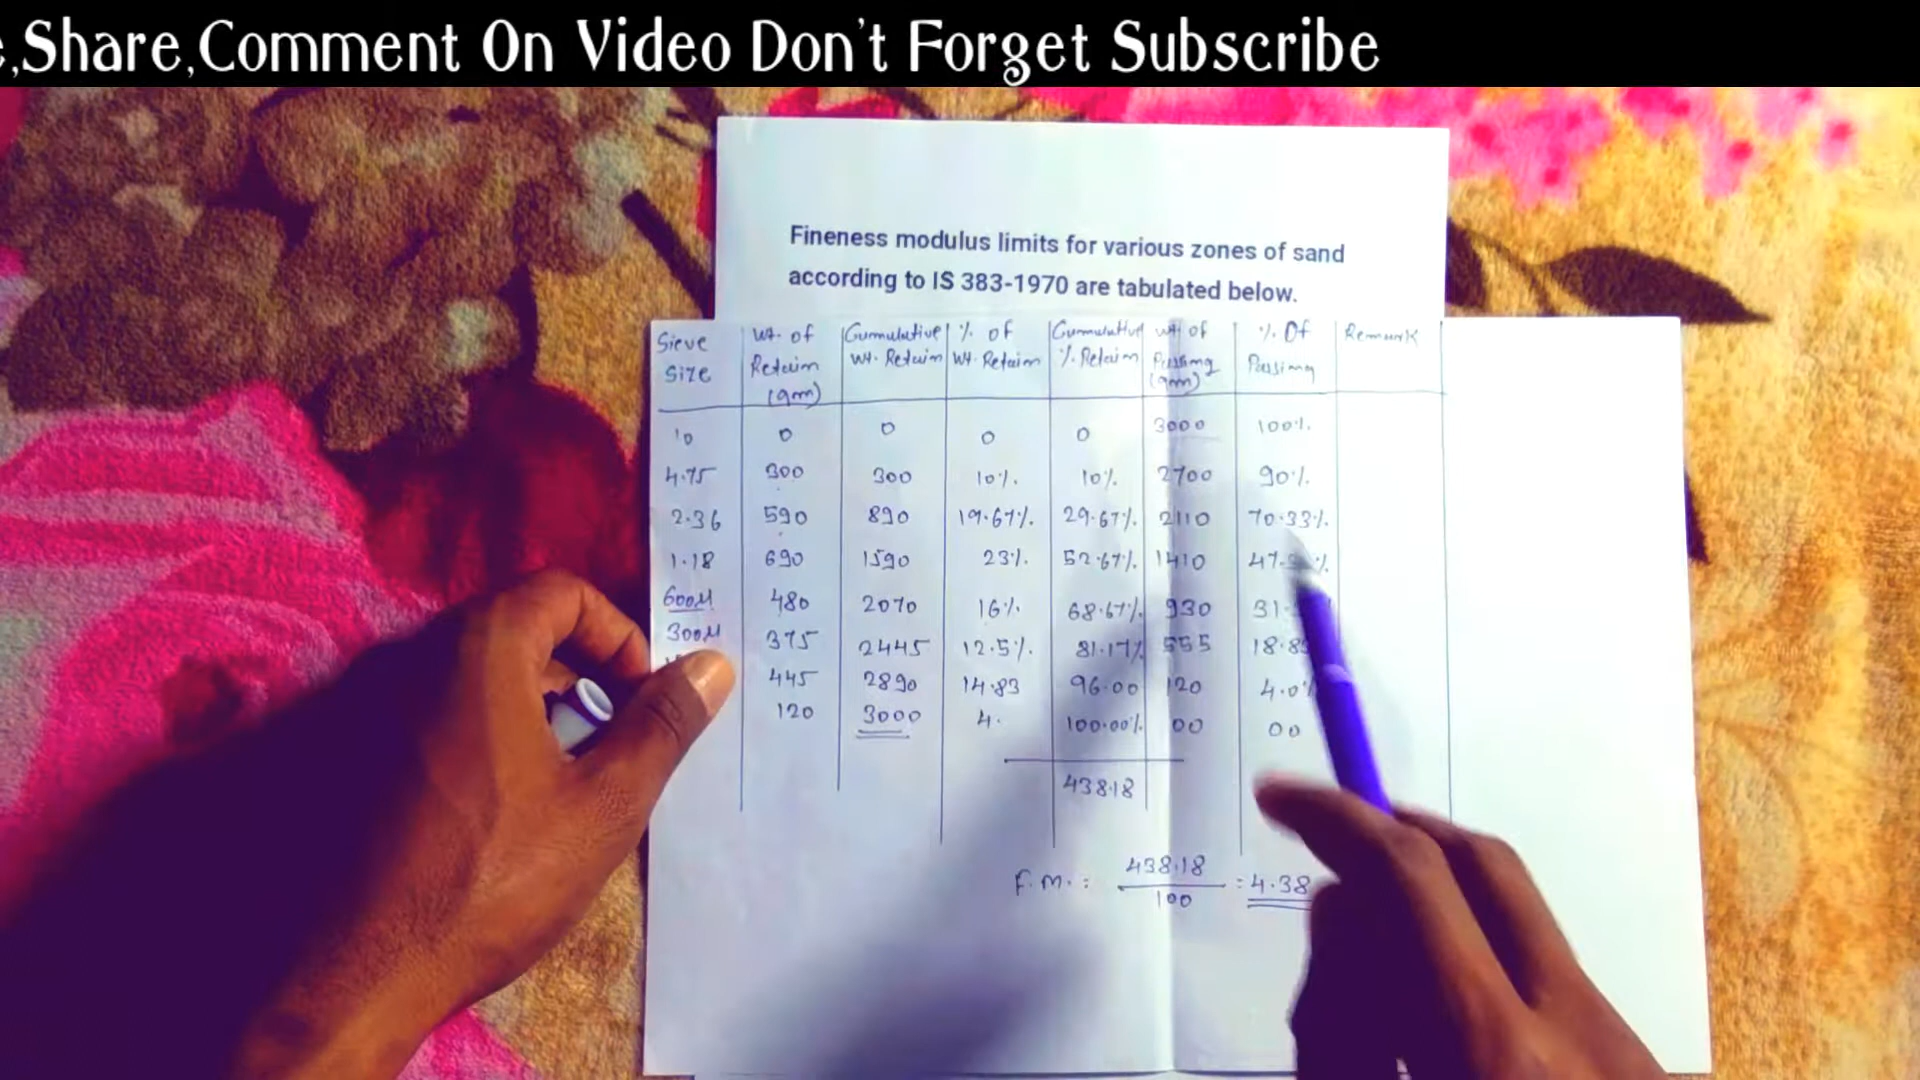 ,Share,Comment On Video Don't Forget Subscribe
Fineness modulus limits for various zones of sand
according to IS 383-1970 are tabulated below.
Sieve Size | Wt. of Retain (gm) | Cummulative Wt. Retain | % of Wt. Retain | Cummulative % Retain | wt of Passing (gm) | % Of Passing | Remark
10 0 0 0 0 3000 100%
4.75 300 300 10%. 10% 2700 90%
2.36 590 890 19.67% 29.67% 2110 70.33%
1.18 690 1590 23% 52.67% 1410
600µ 480 2070 16% 68.67% 930
300µ 375 2445 12.5% 81.17% 555
445 2890 14.83 96.00 120
120 3000 4. 100.00% 00 00
438.18
F.M. : 438.18 / 100 = 4.38